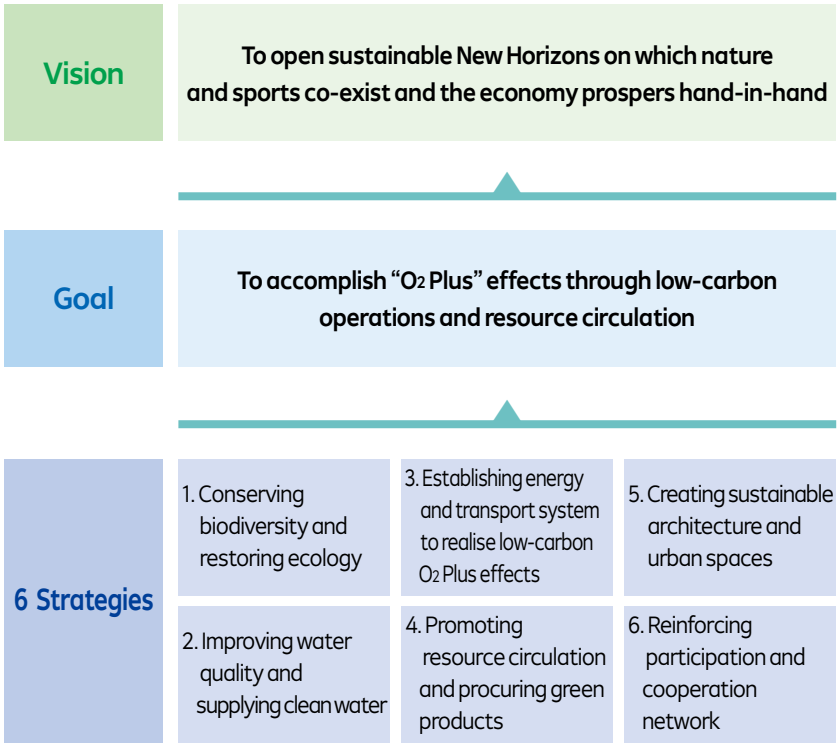 Vision
To open sustainable New Horizons on which nature
and sports co-exist and the economy prospers hand-in-hand
Goal
To accomplish “O2 Plus” effects through low-carbon
operations and resource circulation
6 Strategies
1. Conserving
biodiversity and
restoring ecology
2. Improving water
quality and
supplying clean water
3. Establishing energy
and transport system
to realise low-carbon
O2 Plus effects
4. Promoting
resource circulation
and procuring green
products
5. Creating sustainable
architecture and
urban spaces
6. Reinforcing
participation and
cooperation
network